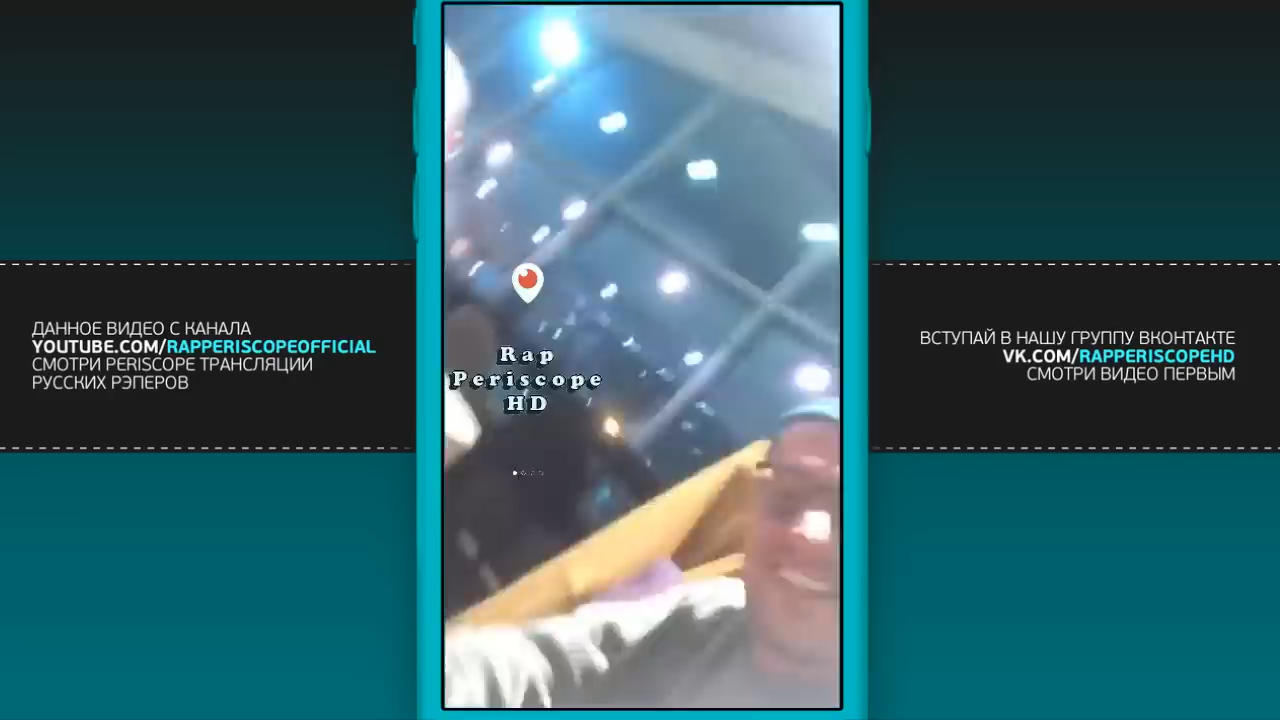 ДАННОЕ ВИДЕО С КАНАЛА
YOUTUBE.COM/RAPPERISCOPEOFFICIAL
СМОТРИ PERISCOPE ТРАНСЛЯЦИИ
РУССКИХ РЭПЕРОВ
Rap
Periscope
HD
ВСТУПАЙ В НАШУ ГРУППУ ВКОНТАКТЕ
VK.COM/RAPPERISCOPEHD
СМОТРИ ВИДЕО ПЕРВЫМ